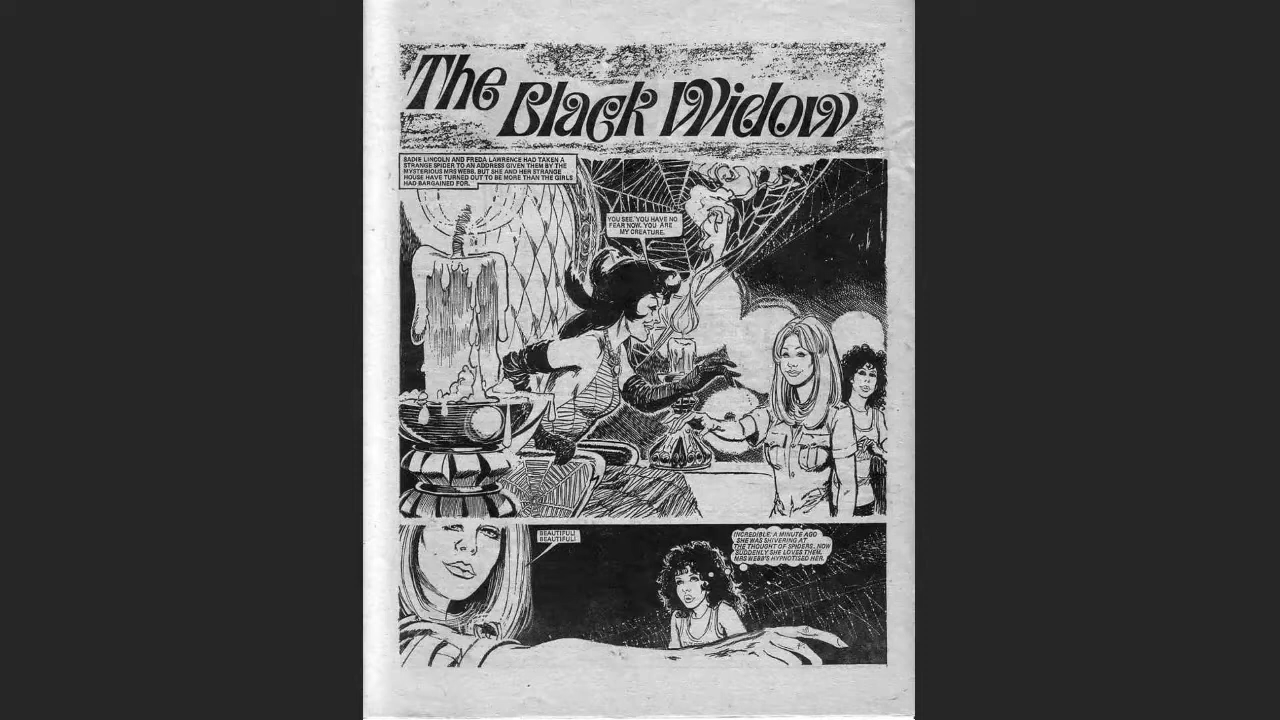 The Black Widow
SADIE LINCOLN AND FREDA LAWRENCE HAD TAKEN A
STRANGE SPIDER TO AN ADDRESS GIVEN THEM BY THE
MYSTERIOUS MRS WEBB. BUT SHE AND HER STRANGE
HOUSE HAVE TURNED OUT TO BE MORE THAN THE GIRLS
HAD BARGAINED FOR.
YOU SEE, YOU HAVE NO
FEAR NOW. YOU ARE
MY CREATURE.
BEAUTIFUL!
BEAUTIFUL!
INCREDIBLE: A MINUTE AGO
SHE WAS SHIVERING AT
THE THOUGHT OF SPIDERS. NOW
SUDDENLY SHE LOVES THEM.
MRS WEBB'S HYPNOTISED HER.